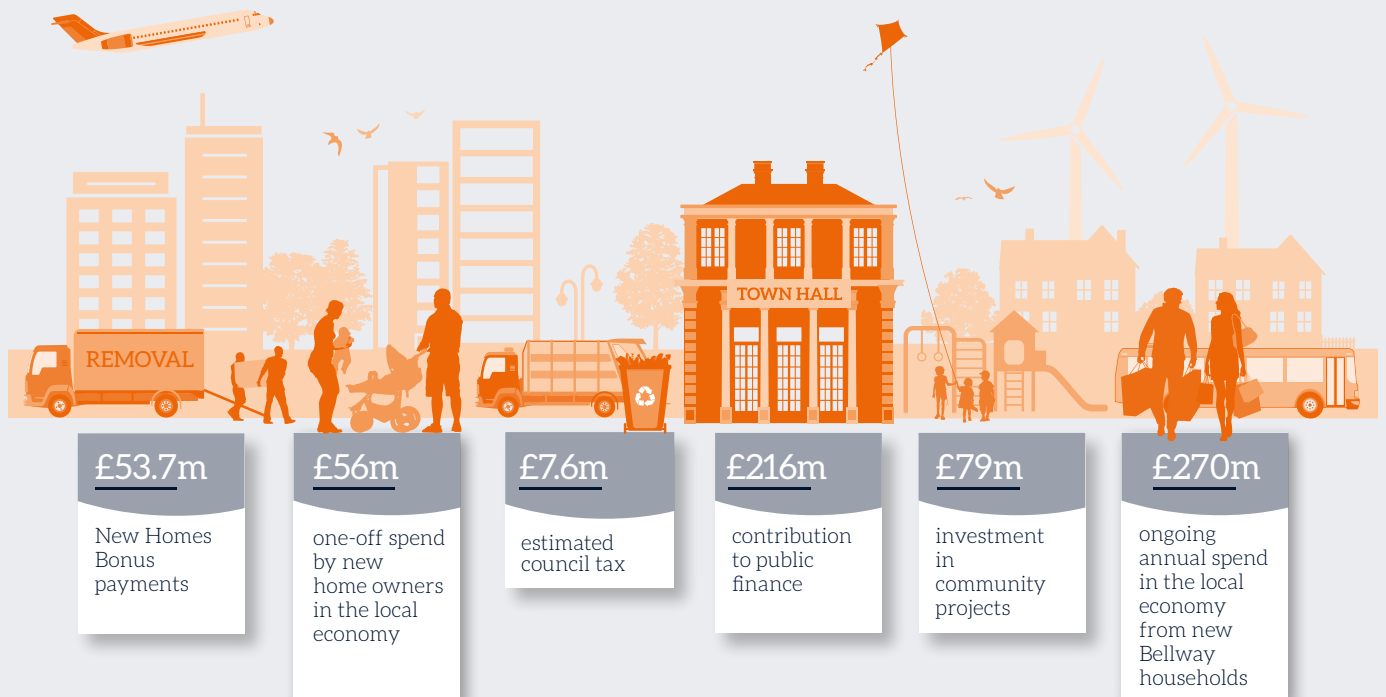 TOWN HALL
REMOVAL
£53.7m
New Homes
Bonus
payments
£56m
one-off spend
by new
home owners
in the local
economy
£7.6m
estimated
council tax
£216m
contribution
to public
finance
£79m
investment
in
community
projects
£270m
ongoing
annual spend
in the local
economy
from new
Bellway
households